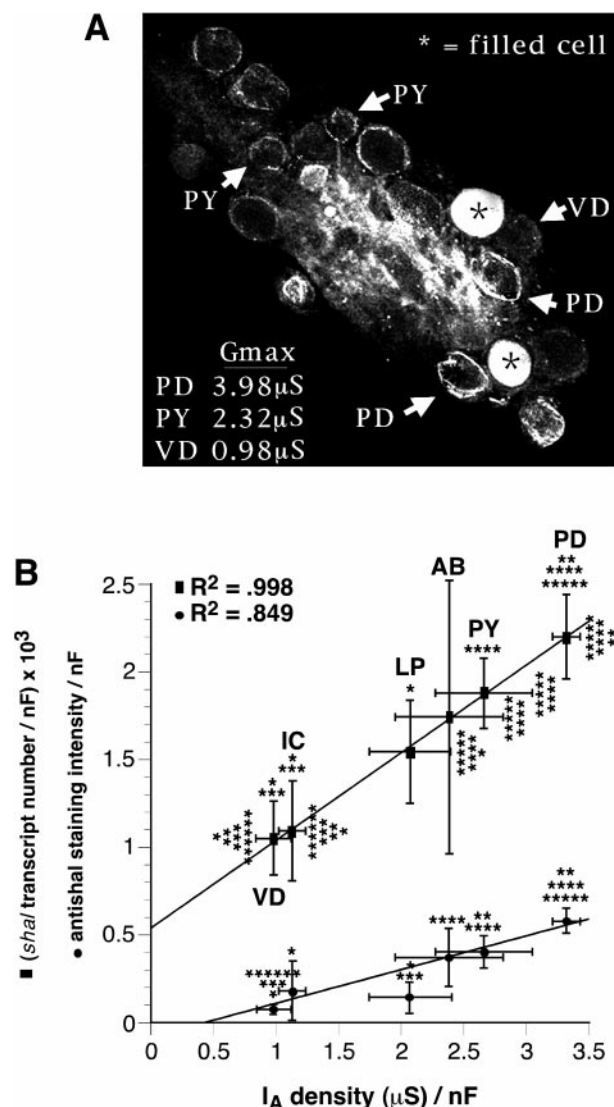 A
* = filled cell
PY
PY
VD
PD
PD
*
*
Gmax
PD 3.98µS
PY 2.32µS
VD 0.98µS
B
■ R² = .998
● R² = .849
■ (shal transcript number / nF) x 10³
● antishal staining intensity / nF
2.5
2
1.5
1
0.5
0
VD
IC
LP
AB
PY
PD
0
0.5
1
1.5
2
2.5
3
3.5
I_A density (µS) / nF